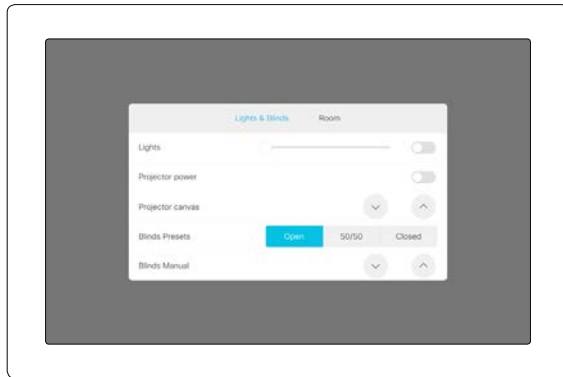 Lights & Blinds Room
Lights
Projector power
Projector canvas
Blinds Presets Open 50/50 Closed
Blinds Manual